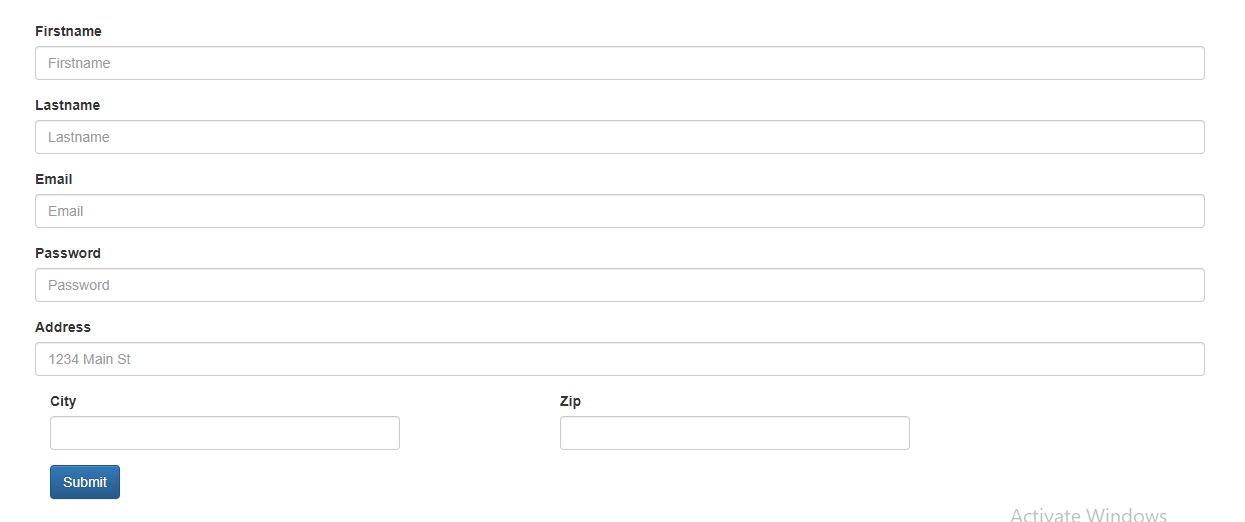 Firstname
Firstname
Lastname
Lastname
Email
Email
Password
Password
Address
1234 Main St
City Zip
Submit
Activate Windows